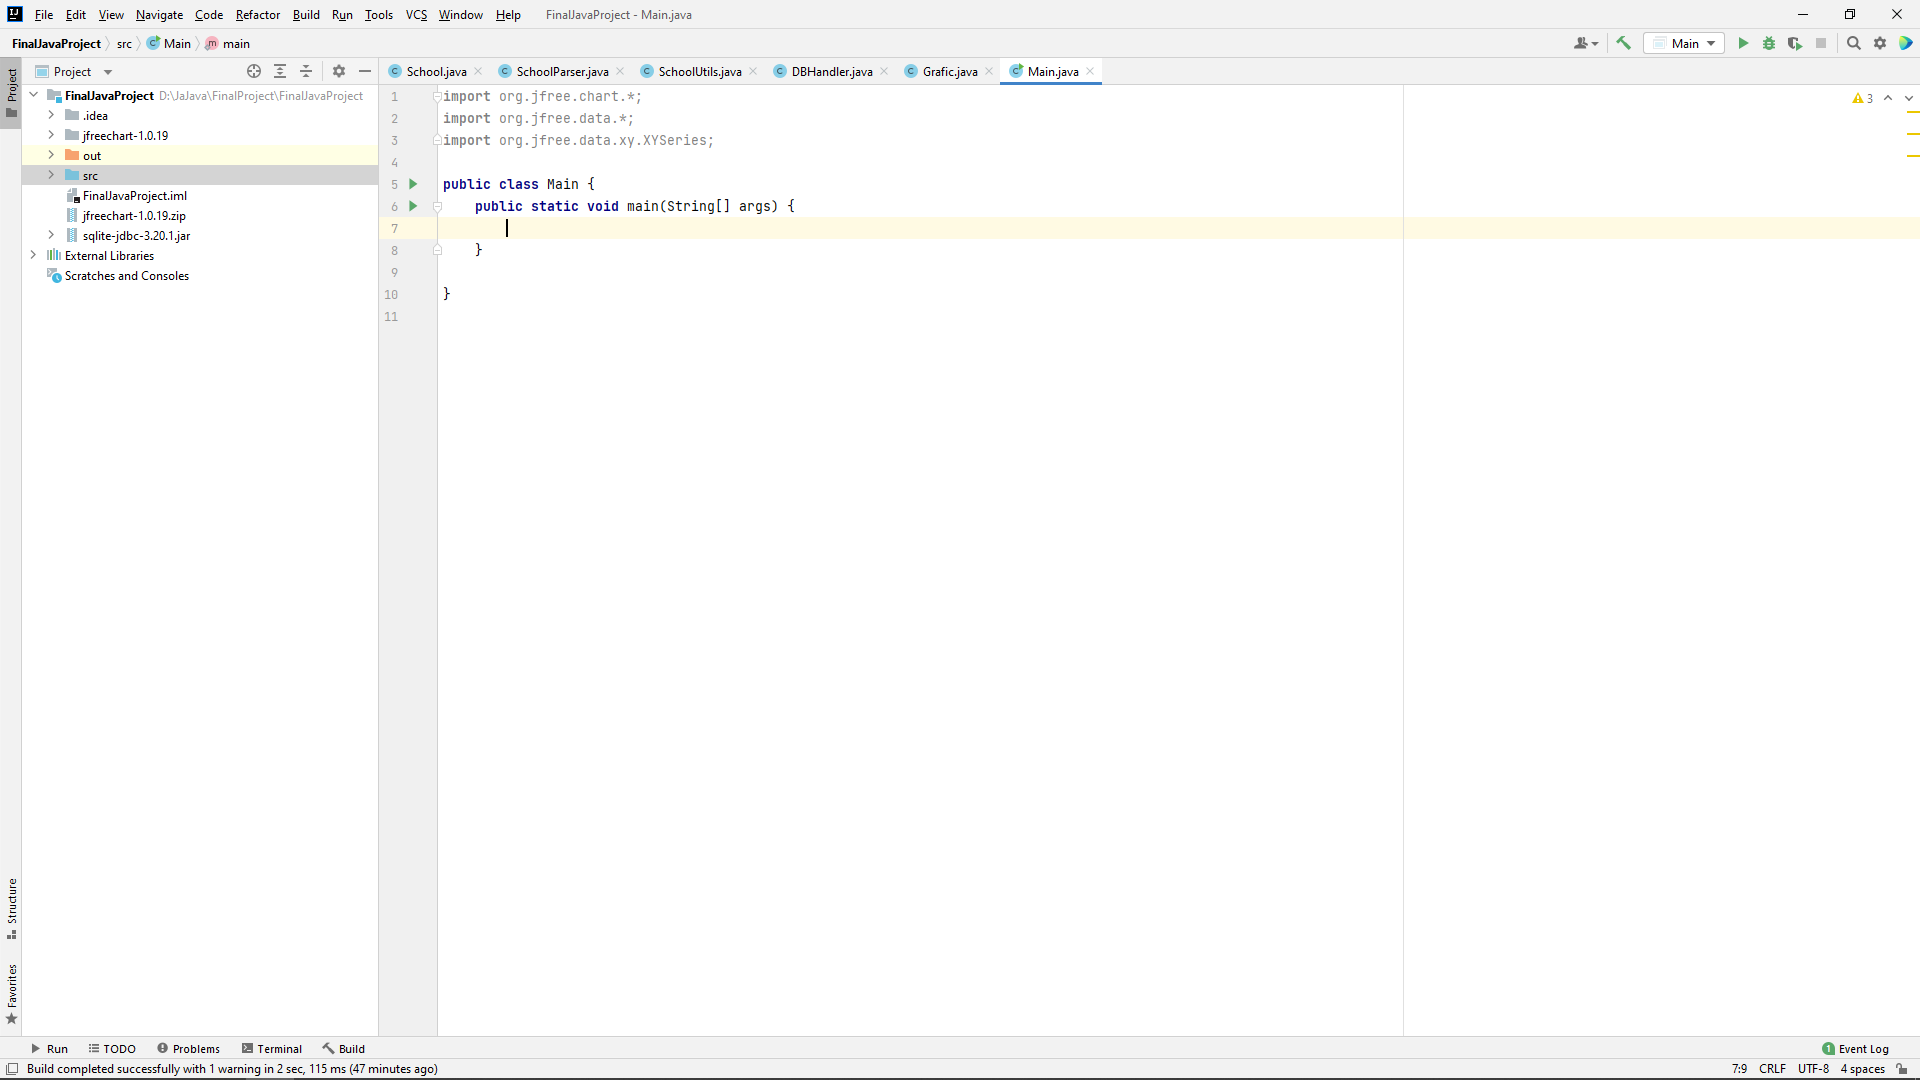 File Edit View Navigate Code Refactor Build Run Tools VCS Window Help FinalJavaProject - Main.java
FinalJavaProject src Main main
Main
Project
School.java SchoolParser.java SchoolUtils.java DBHandler.java Grafic.java Main.java
Project
FinalJavaProject D:\JaJava\FinalProject\FinalJavaProject
.idea
jfreechart-1.0.19
out
src
FinalJavaProject.iml
jfreechart-1.0.19.zip
sqlite-jdbc-3.20.1.jar
External Libraries
Scratches and Consoles
1 import org.jfree.chart.*;
2 import org.jfree.data.*;
3 import org.jfree.data.xy.XYSeries;
4
5 public class Main {
6 public static void main(String[] args) {
7
8 }
9
10 }
11
3
Structure
Favorites
Run TODO Problems Terminal Build
1 Event Log
Build completed successfully with 1 warning in 2 sec, 115 ms (47 minutes ago)
7:9 CRLF UTF-8 4 spaces